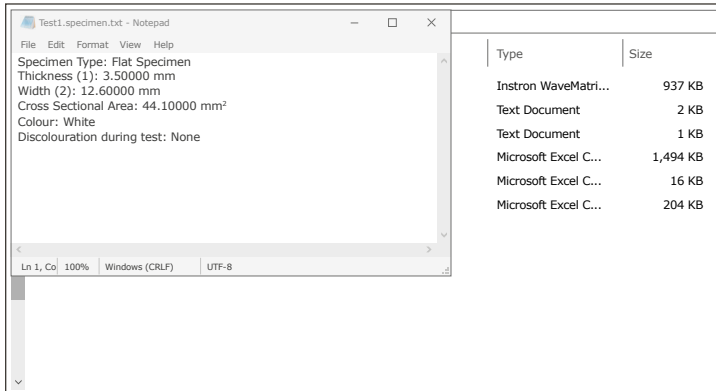 Test1.specimen.txt - Notepad
File Edit Format View Help
Specimen Type: Flat Specimen
Thickness (1): 3.50000 mm
Width (2): 12.60000 mm
Cross Sectional Area: 44.10000 mm²
Colour: White
Discolouration during test: None
Ln 1, Co 100% Windows (CRLF) UTF-8
Type Size
Instron WaveMatri... 937 KB
Text Document 2 KB
Text Document 1 KB
Microsoft Excel C... 1,494 KB
Microsoft Excel C... 16 KB
Microsoft Excel C... 204 KB